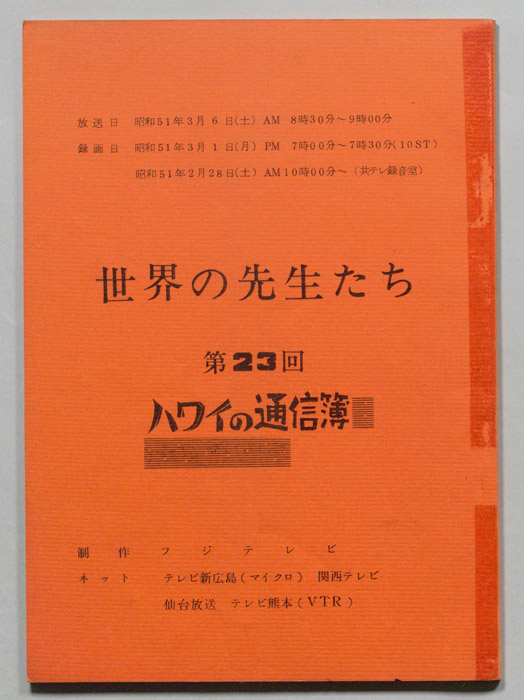 放送日 昭和51年3月6日(土) AM 8時30分～9時00分
録画日 昭和51年3月1日(月) PM 7時00分～7時30分(10ST)
昭和51年2月28日(土) AM10時00分～ (共テレ録音室)
世界の先生たち
第23回
ハワイの通信簿
制作 フジテレビ
ネット テレビ新広島(マイクロ) 関西テレビ
仙台放送 テレビ熊本(VTR)